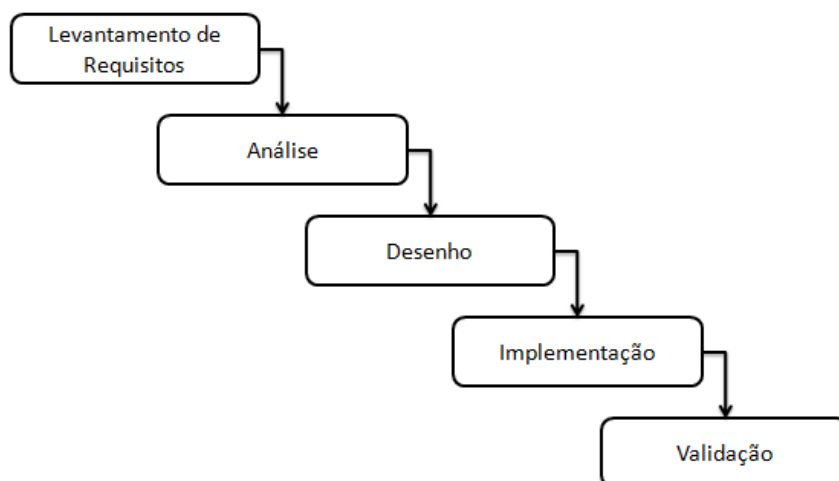 Levantamento de
Requisitos
Análise
Desenho
Implementação
Validação